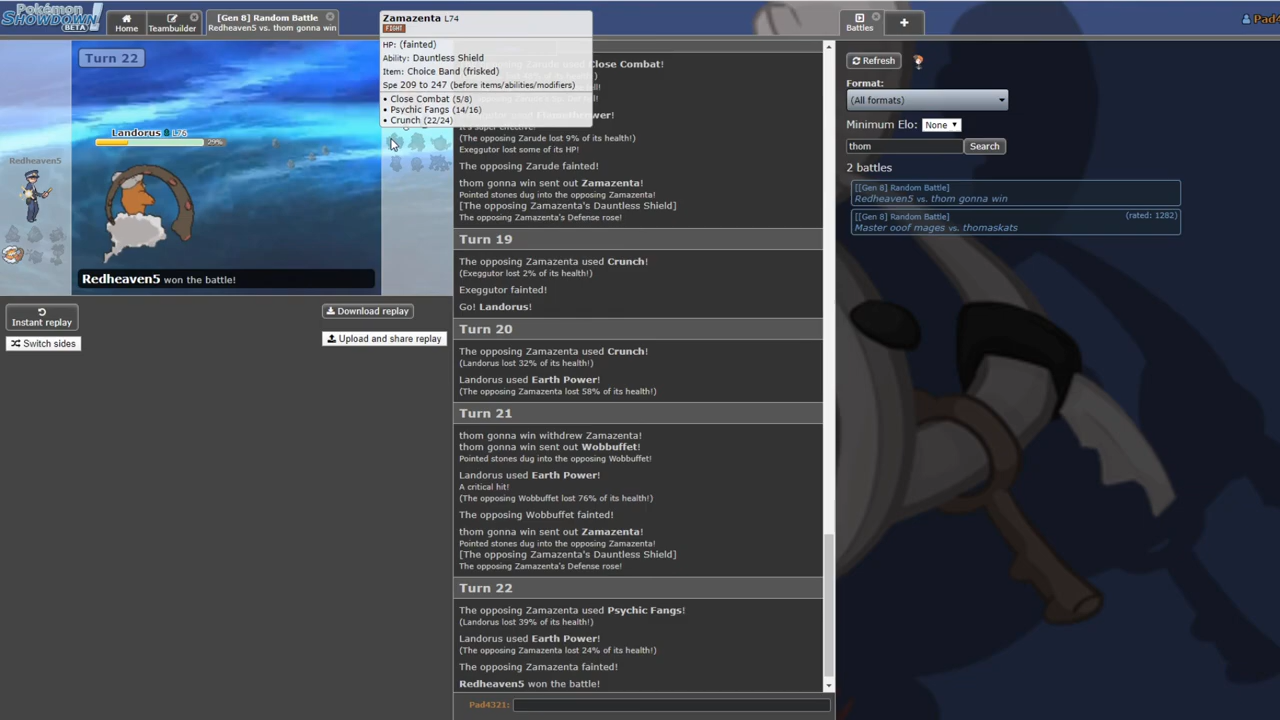 Pokémon
SHOWDOWN!
BETA
Home
Teambuilder
[Gen 8] Random Battle
Redheaven5 vs. thom gonna win
Battles
Turn 22
Landorus L76
29%
Redheaven5
Redheaven5 won the battle!
Instant replay
Switch sides
Download replay
Upload and share replay
Zamazenta L74
FIGHT
HP: (fainted)
Ability: Dauntless Shield
Item: Choice Band (frisked)
Spe 209 to 247 (before items/abilities/modifiers)
• Close Combat (5/8)
• Psychic Fangs (14/16)
• Crunch (22/24)
Close Combat!
(The opposing Zarude lost 9% of its health!)
Exeggutor lost some of its HP!
The opposing Zarude fainted!
thom gonna win sent out Zamazenta!
Pointed stones dug into the opposing Zamazenta!
[The opposing Zamazenta's Dauntless Shield]
The opposing Zamazenta's Defense rose!
Turn 19
The opposing Zamazenta used Crunch!
(Exeggutor lost 2% of its health!)
Exeggutor fainted!
Go! Landorus!
Turn 20
The opposing Zamazenta used Crunch!
(Landorus lost 32% of its health!)
Landorus used Earth Power!
(The opposing Zamazenta lost 58% of its health!)
Turn 21
thom gonna win withdrew Zamazenta!
thom gonna win sent out Wobbuffet!
Pointed stones dug into the opposing Wobbuffet!
Landorus used Earth Power!
A critical hit!
(The opposing Wobbuffet lost 76% of its health!)
The opposing Wobbuffet fainted!
thom gonna win sent out Zamazenta!
Pointed stones dug into the opposing Zamazenta!
[The opposing Zamazenta's Dauntless Shield]
The opposing Zamazenta's Defense rose!
Turn 22
The opposing Zamazenta used Psychic Fangs!
(Landorus lost 39% of its health!)
Landorus used Earth Power!
(The opposing Zamazenta lost 24% of its health!)
The opposing Zamazenta fainted!
Redheaven5 won the battle!
Pad4321:
Pad4
Refresh
Format:
(All formats)
Minimum Elo: None
thom
Search
2 battles
[[Gen 8] Random Battle]
Redheaven5 vs. thom gonna win
[[Gen 8] Random Battle] (rated: 1282)
Master ooof mages vs. thomaskats